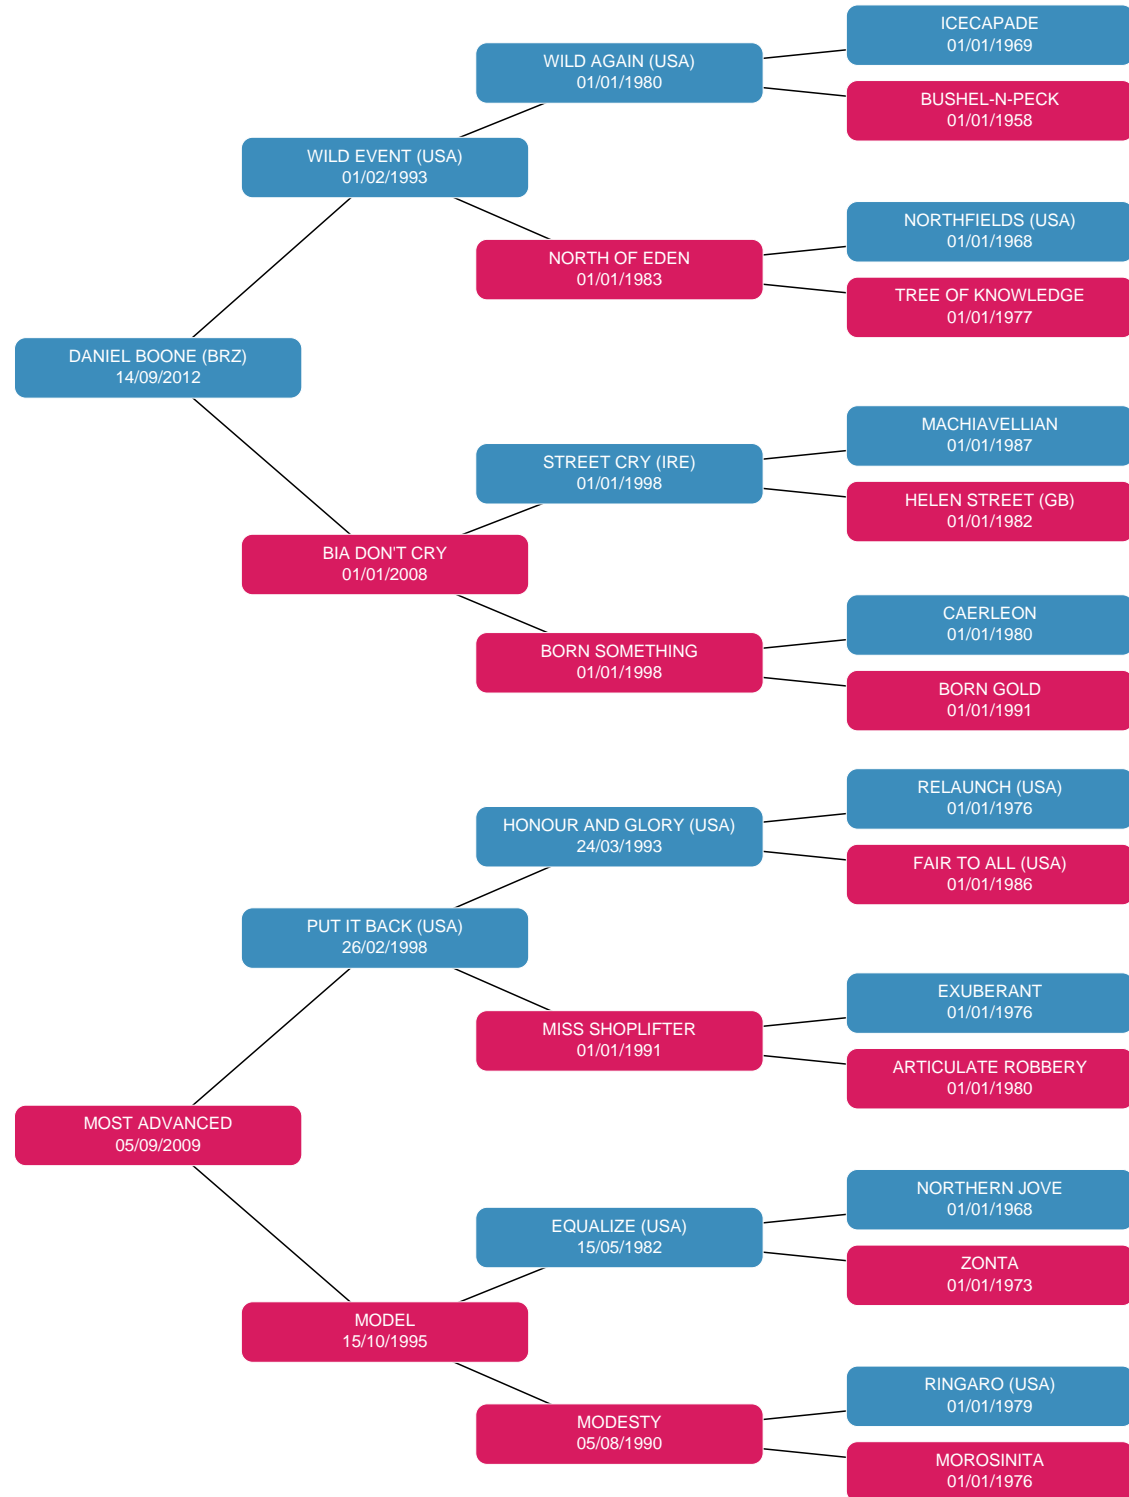 ICECAPADE
01/01/1969
WILD AGAIN (USA)
01/01/1980
BUSHEL-N-PECK
01/01/1958
WILD EVENT (USA)
01/02/1993
NORTHFIELDS (USA)
01/01/1968
NORTH OF EDEN
01/01/1983
TREE OF KNOWLEDGE
01/01/1977
DANIEL BOONE (BRZ)
14/09/2012
MACHIAVELLIAN
01/01/1987
STREET CRY (IRE)
01/01/1998
HELEN STREET (GB)
01/01/1982
BIA DON'T CRY
01/01/2008
CAERLEON
01/01/1980
BORN SOMETHING
01/01/1998
BORN GOLD
01/01/1991
RELAUNCH (USA)
01/01/1976
HONOUR AND GLORY (USA)
24/03/1993
FAIR TO ALL (USA)
01/01/1986
PUT IT BACK (USA)
26/02/1998
EXUBERANT
01/01/1976
MISS SHOPLIFTER
01/01/1991
ARTICULATE ROBBERY
01/01/1980
MOST ADVANCED
05/09/2009
NORTHERN JOVE
01/01/1968
EQUALIZE (USA)
15/05/1982
ZONTA
01/01/1973
MODEL
15/10/1995
RINGARO (USA)
01/01/1979
MODESTY
05/08/1990
MOROSINITA
01/01/1976